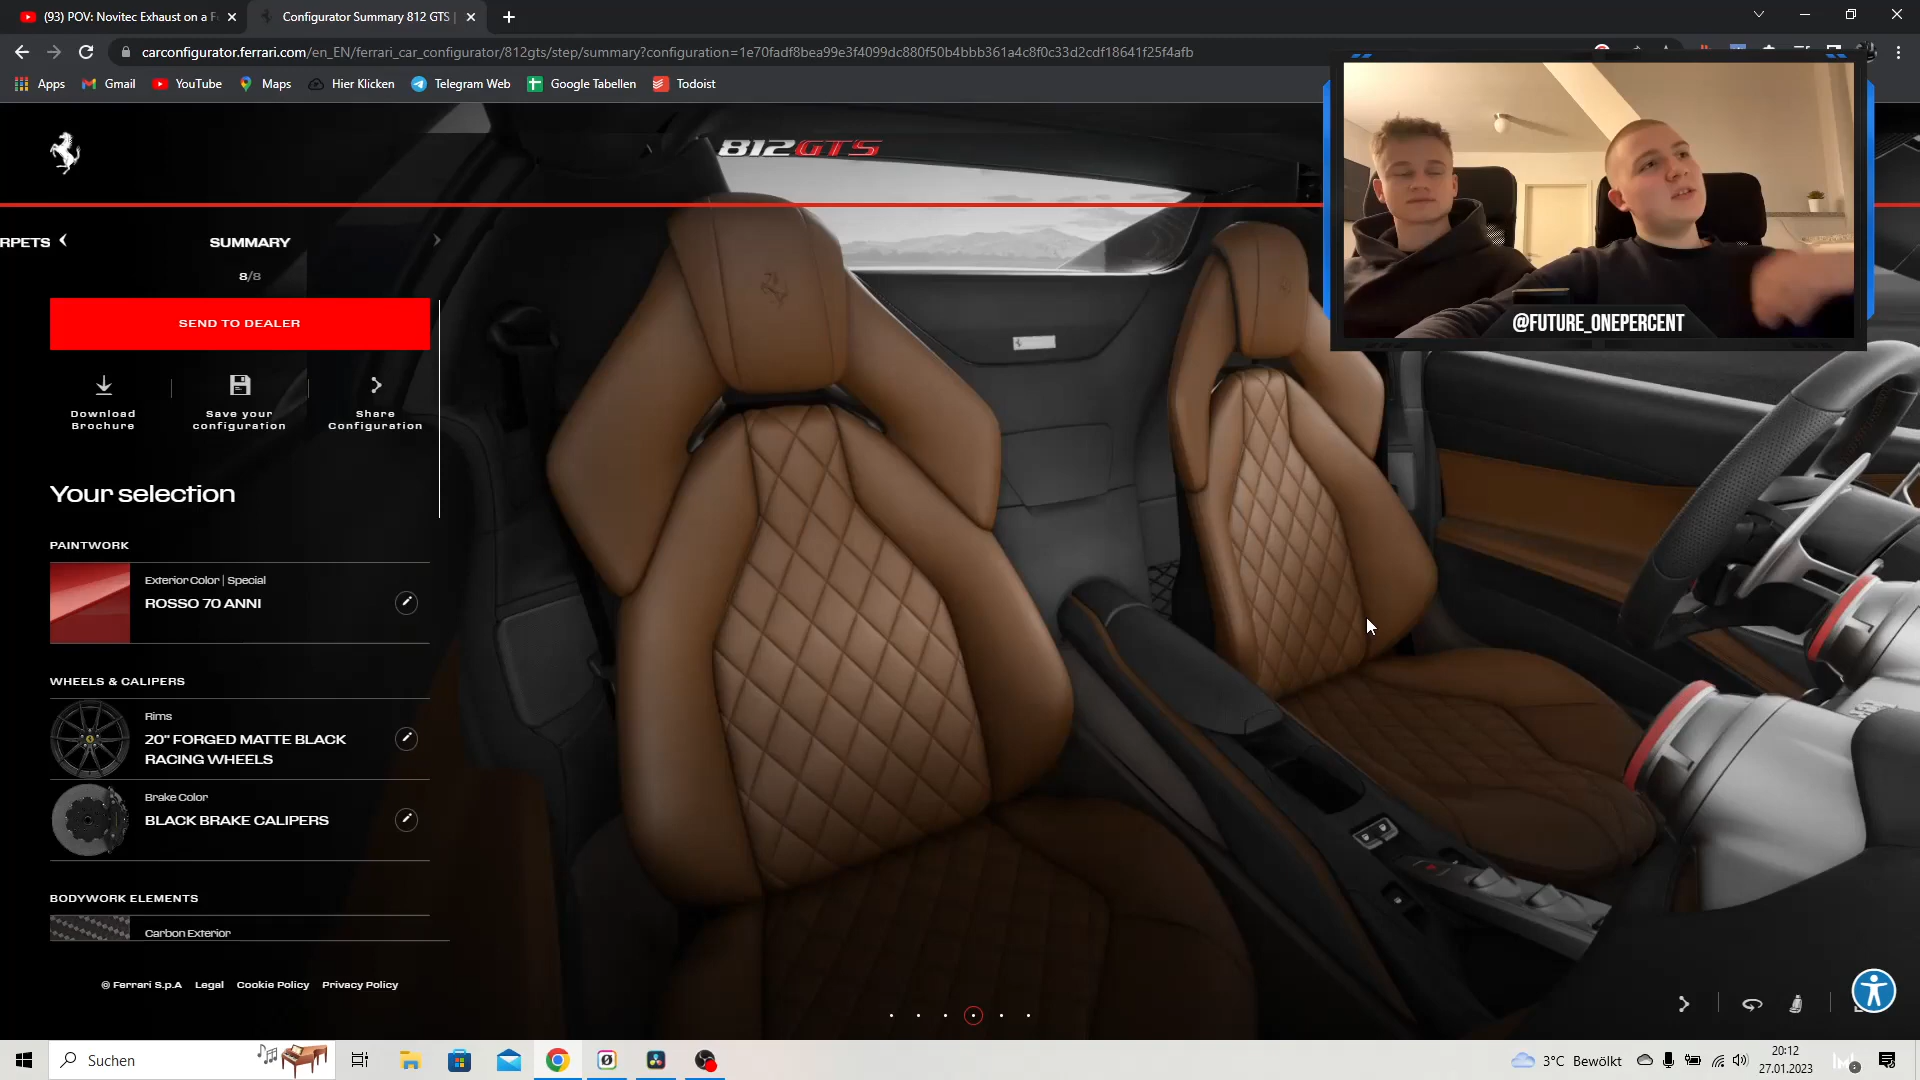 (93) POV: Novitec Exhaust on a F
Configurator Summary 812 GTS |
carconfigurator.ferrari.com/en_EN/ferrari_car_configurator/812gts/step/summary?configuration=1e70fadf8bea99e3f4099dc880f50b4bbb361a4c8f0c33d2cdf18641f25f4afb
Apps
Gmail
YouTube
Maps
Hier Klicken
Telegram Web
Google Tabellen
Todoist
812GTS
@FUTURE_ONEPERCENT
RPETS
SUMMARY
8/8
SEND TO DEALER
Download
Brochure
Save your
configuration
Share
Configuration
Your selection
PAINTWORK
Exterior Color | Special
ROSSO 70 ANNI
WHEELS & CALIPERS
Rims
20" FORGED MATTE BLACK
RACING WHEELS
Brake Color
BLACK BRAKE CALIPERS
BODYWORK ELEMENTS
Carbon Exterior
© Ferrari S.p.A
Legal
Cookie Policy
Privacy Policy
Suchen
3°C Bewölkt
20:12
27.01.2023